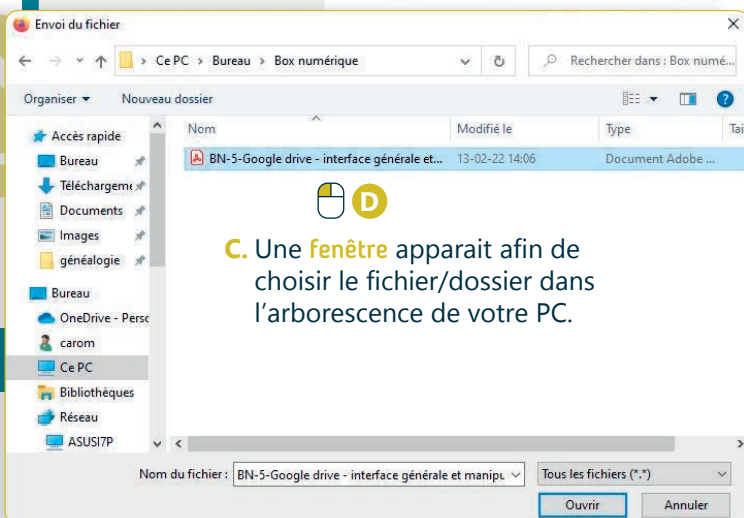 Envoi du fichier
Ce PC > Bureau > Box numérique
Rechercher dans : Box numé...
Organiser
Nouveau dossier
Nom
Modifié le
Type
Tai
Accès rapide
Bureau
Téléchargeme
Documents
Images
généalogie
Bureau
OneDrive - Perso
carom
Ce PC
Bibliothèques
Réseau
ASUSI7P
BN-5-Google drive - interface générale et...
13-02-22 14:06
Document Adobe ...
D
C. Une fenêtre apparait afin de
choisir le fichier/dossier dans
l'arborescence de votre PC.
Nom du fichier :
BN-5-Google drive - interface générale et manipu
Tous les fichiers (*.*)
Ouvrir
Annuler